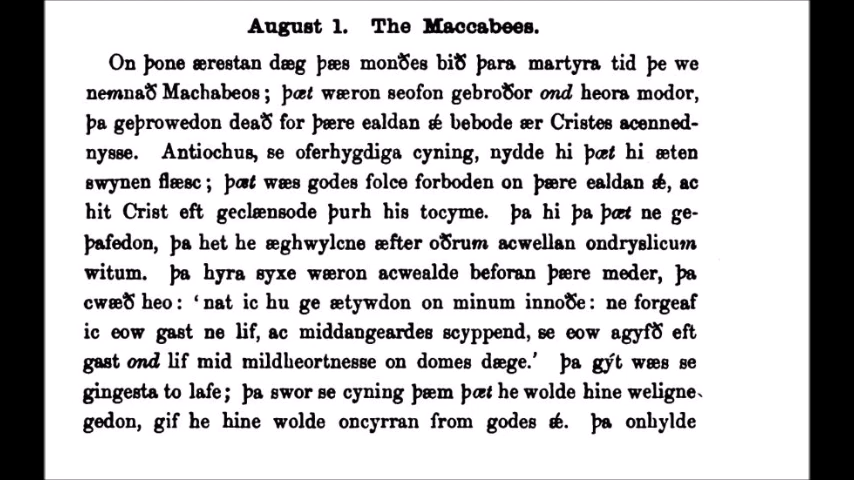 August 1. The Maccabees.
On þone ærestan dæg þæs monðes bið þara martyra tid þe we
nemnað Machabeos; þæt wæron seofon gebroðor ond heora modor,
þa geþrowedon deað for þære ealdan ǽ bebode ær Cristes acenned-
nysse. Antiochus, se oferhygdiga cyning, nydde hi þæt hi æten
swynen flæsc; þæt wæs godes folce forboden on þære ealdan ǽ, ac
hit Crist eft geclænsode þurh his tocyme. þa hi þa þæt ne ge-
þafedon, þa het he æghwylcne æfter oðrum acwellan ondryslicum
witum. þa hyra syxe wæron acwealde beforan þære meder, þa
cwæð heo: 'nat ic hu ge ætywdon on minum innoðe: ne forgeaf
ic eow gast ne lif, ac middangeardes scyppend, se eow agyfð eft
gast ond lif mid mildheortnesse on domes dæge.' þa gýt wæs se
gingesta to lafe; þa swor se cyning þæm þæt he wolde hine weligne
gedon, gif he hine wolde oncyrran from godes ǽ. þa onhylde